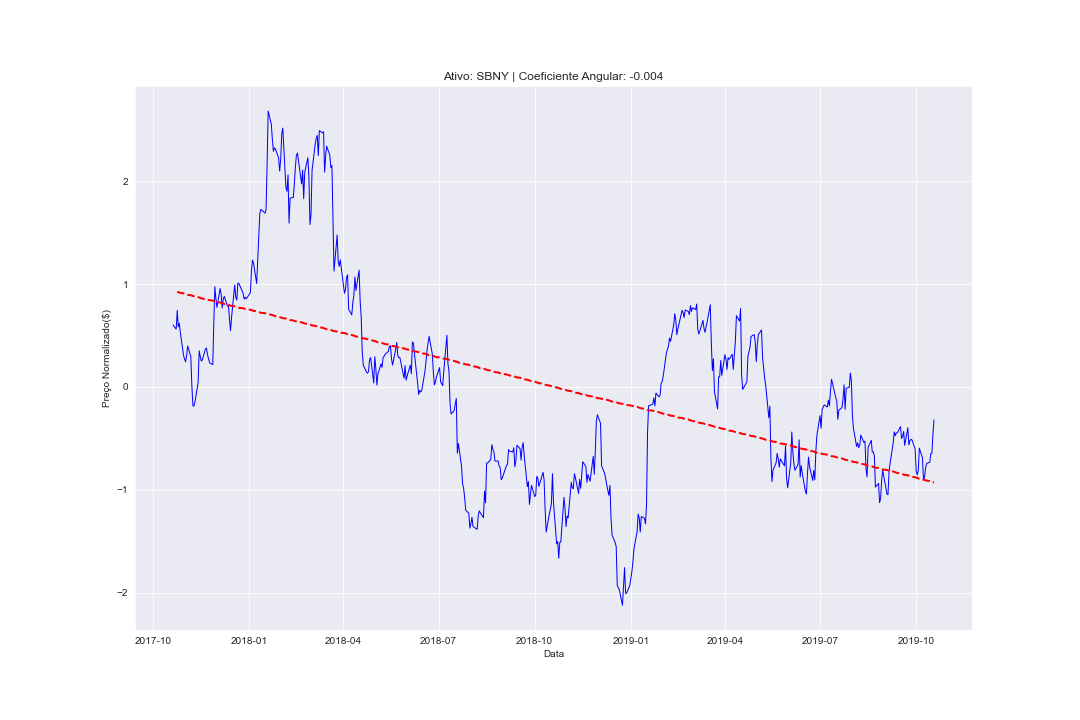 Ativo: SBNY | Coeficiente Angular: -0.004
Preço Normalizado($)
2
1
0
−1
−2
2017-10 2018-01 2018-04 2018-07 2018-10 2019-01 2019-04 2019-07 2019-10
Data